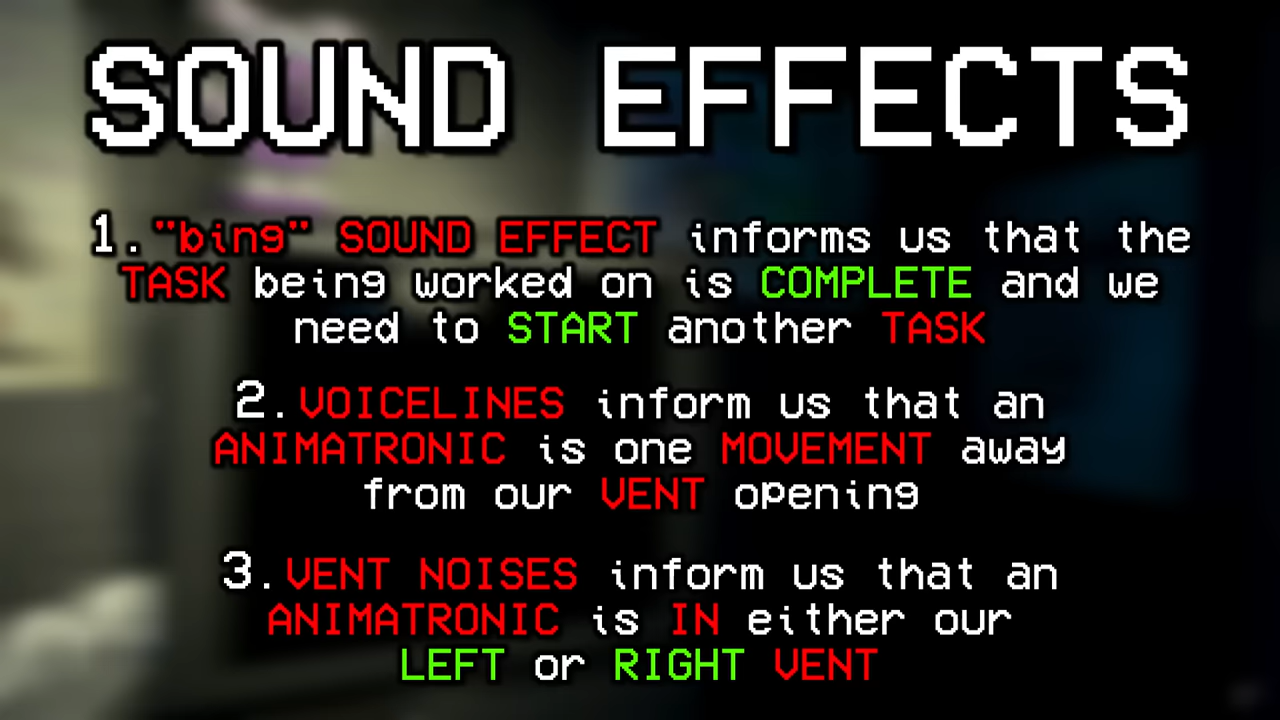 SOUND EFFECTS
1."bing" SOUND EFFECT informs us that the
TASK being worked on is COMPLETE and we
need to START another TASK
2.VOICELINES inform us that an
ANIMATRONIC is one MOVEMENT away
from our VENT opening
3.VENT NOISES inform us that an
ANIMATRONIC is IN either our
LEFT or RIGHT VENT